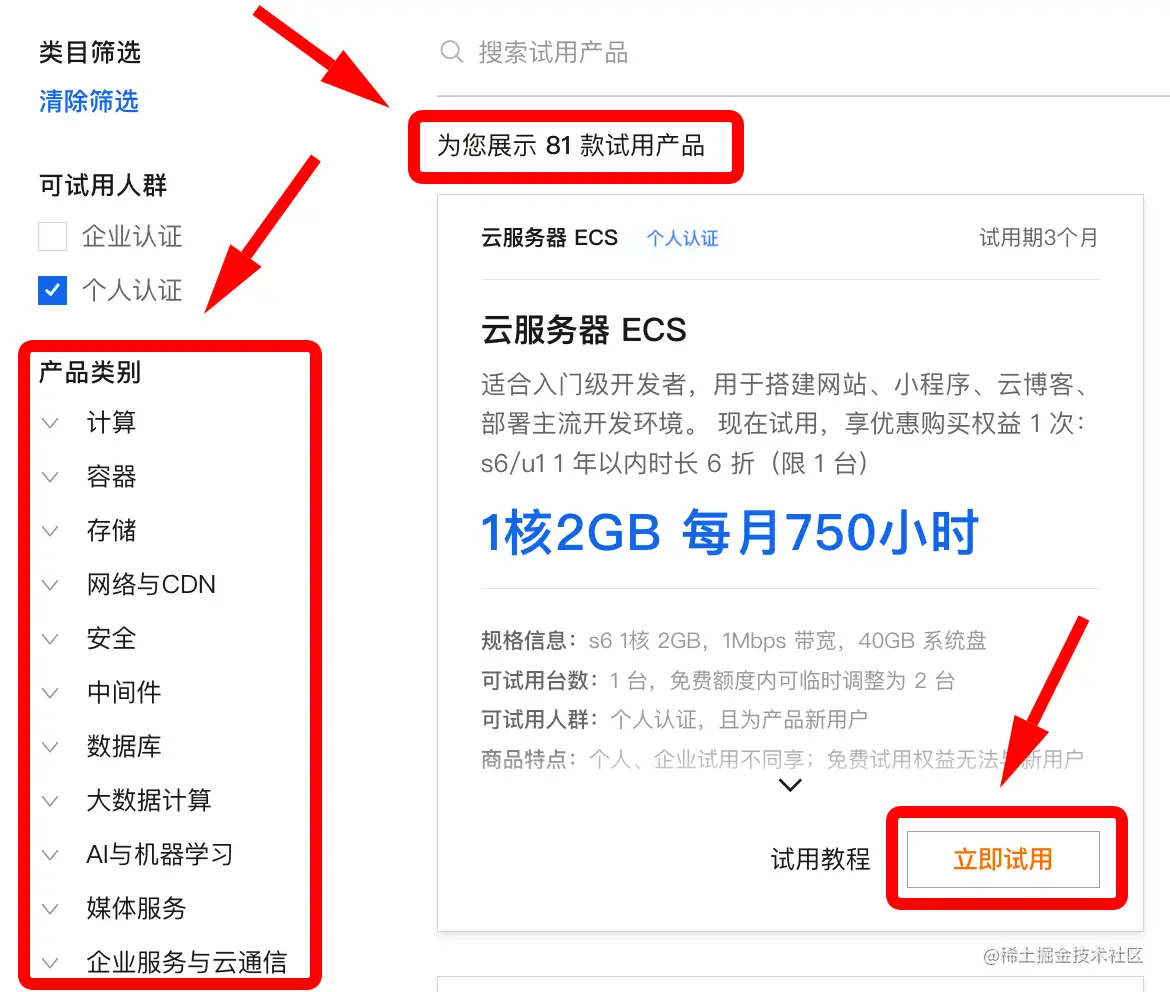 类目筛选
清除筛选
可试用人群
企业认证
个人认证
产品类别
计算
容器
存储
网络与CDN
安全
中间件
数据库
大数据计算
AI与机器学习
媒体服务
企业服务与云通信
搜索试用产品
为您展示 81 款试用产品
云服务器 ECS 个人认证 试用期3个月
云服务器 ECS
适合入门级开发者，用于搭建网站、小程序、云博客、
部署主流开发环境。 现在试用，享优惠购买权益 1 次：
s6/u1 1 年以内时长 6 折（限 1 台）
1核2GB 每月750小时
规格信息：s6 1核 2GB，1Mbps 带宽，40GB 系统盘
可试用台数：1 台，免费额度内可临时调整为 2 台
可试用人群：个人认证，且为产品新用户
商品特点：个人、企业试用不同享；免费试用权益无法与新用户
试用教程 立即试用
@稀土掘金技术社区